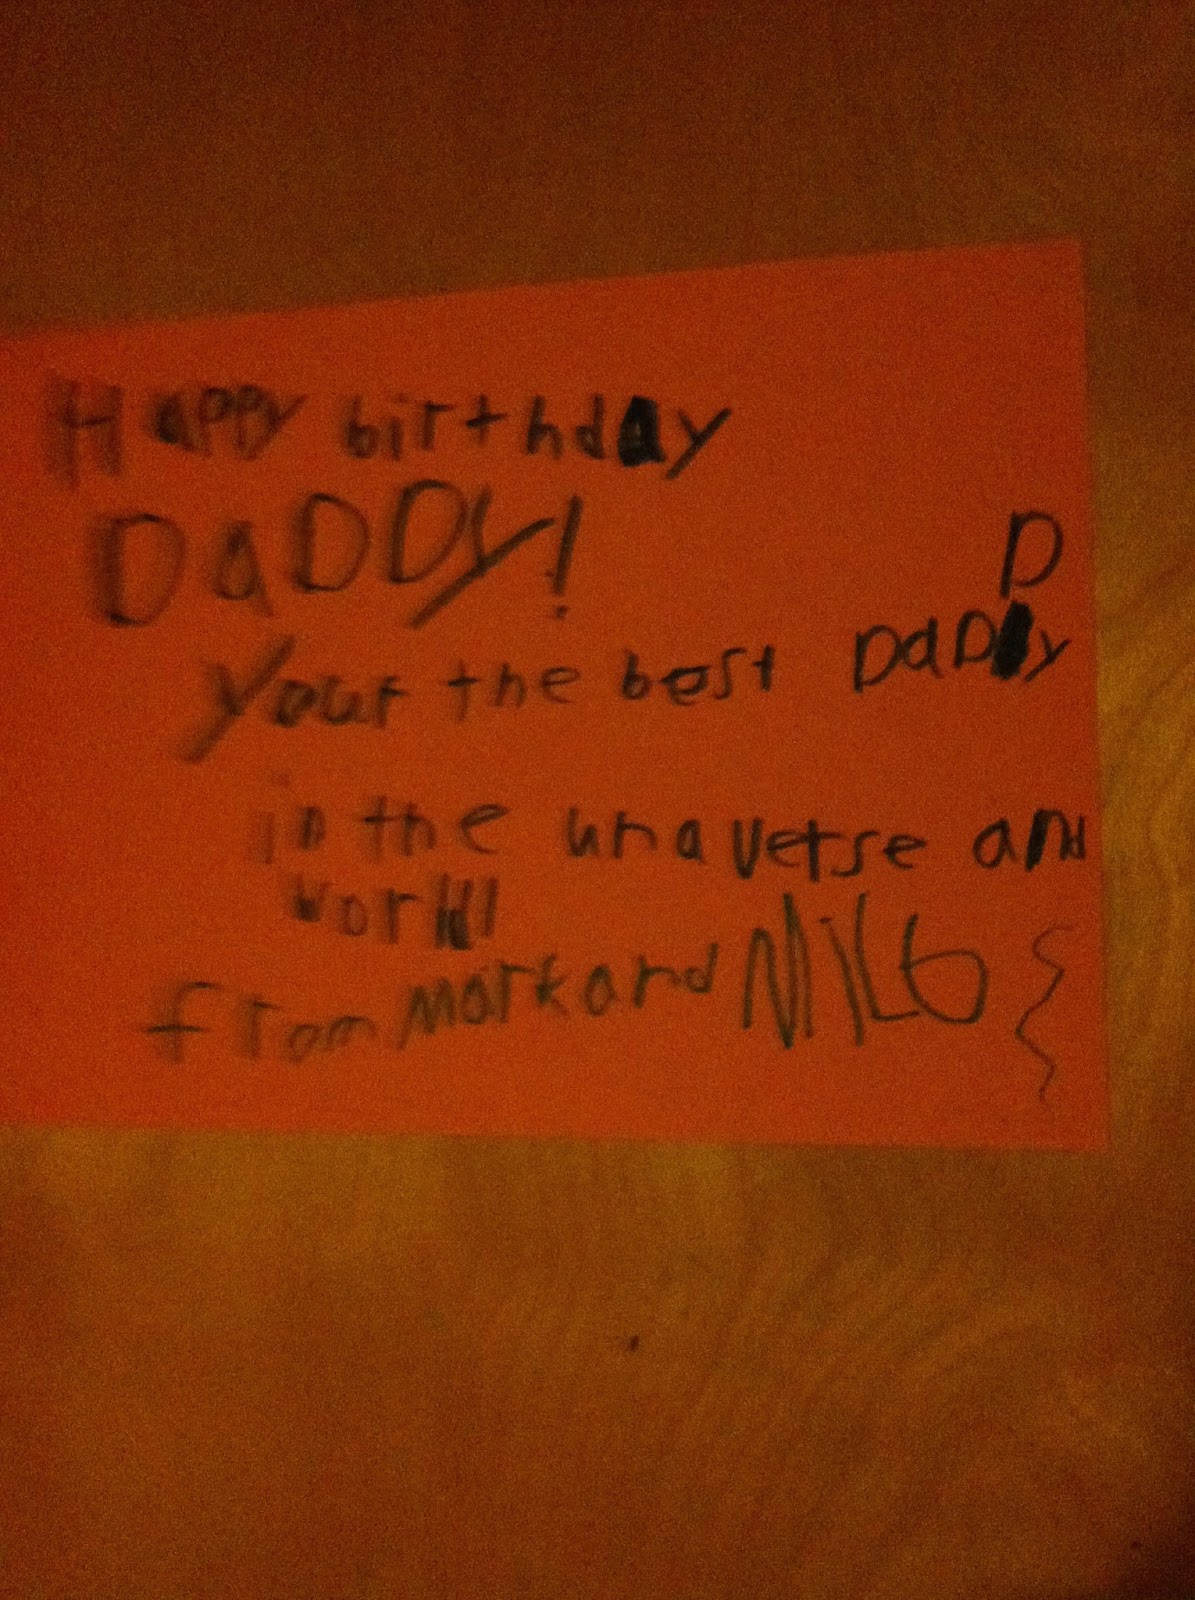 Happy birthday
DaDDy!
D
your the best DaDDy
in the unaverse and
world
from mark and Milo